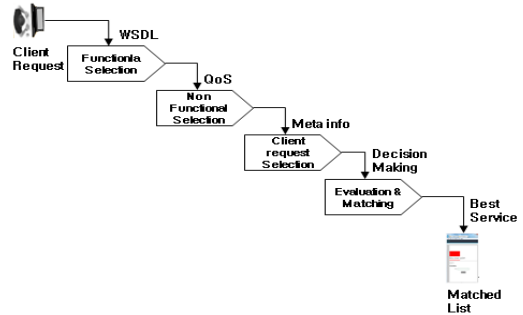 WSDL
Client
Request
Functionla
Selection
QoS
Non
Functional
Selection
Meta info
Client
request
Selection
Decision
Making
Evaluation &
Matching
Best
Service
Matched
List